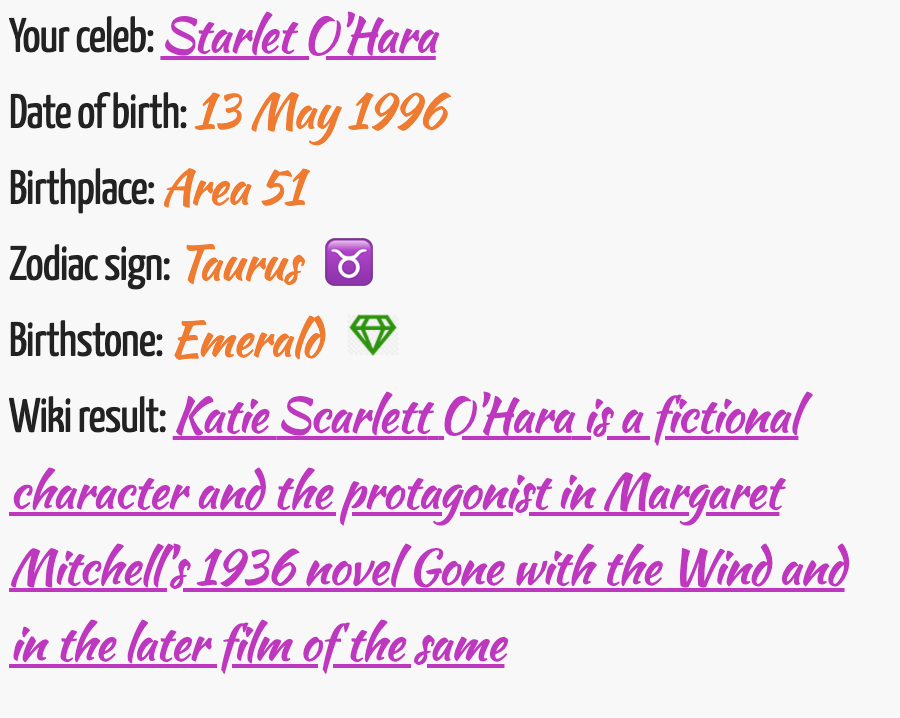 Your celeb: Starlet O'Hara
Date of birth: 13 May 1996
Birthplace: Area 51
Zodiac sign: Taurus ♉
Birthstone: Emerald
Wiki result: Katie Scarlett O'Hara is a fictional
character and the protagonist in Margaret
Mitchell's 1936 novel Gone with the Wind and
in the later film of the same